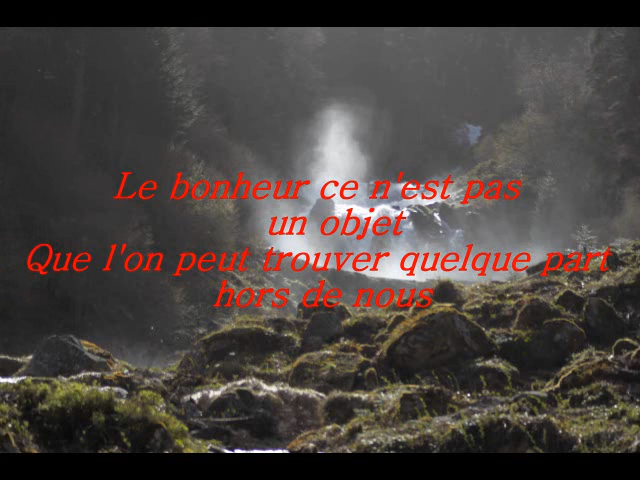 Le bonheur ce n'est pas
un objet
Que l'on peut trouver quelque part
hors de nous